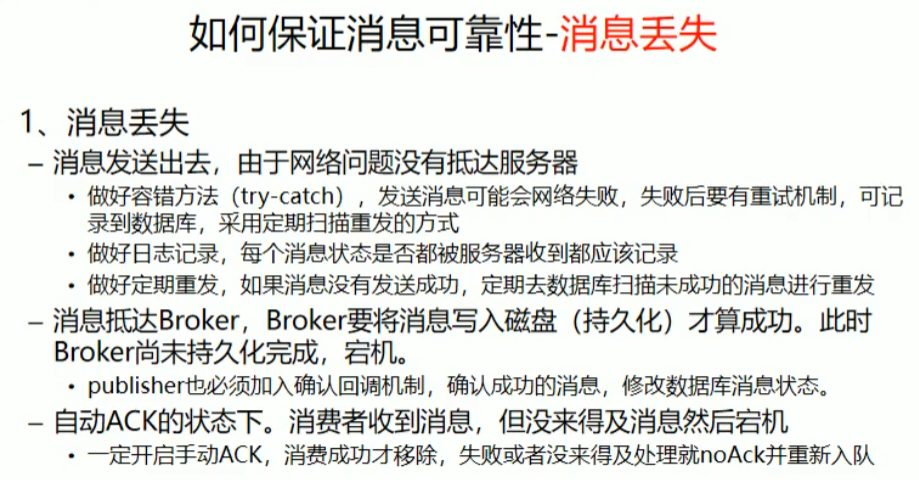 如何保证消息可靠性-消息丢失
1、消息丢失
– 消息发送出去，由于网络问题没有抵达服务器
• 做好容错方法（try-catch），发送消息可能会网络失败，失败后要有重试机制，可记
录到数据库，采用定期扫描重发的方式
• 做好日志记录，每个消息状态是否都被服务器收到都应该记录
• 做好定期重发，如果消息没有发送成功，定期去数据库扫描未成功的消息进行重发
– 消息抵达Broker，Broker要将消息写入磁盘（持久化）才算成功。此时
Broker尚未持久化完成，宕机。
• publisher也必须加入确认回调机制，确认成功的消息，修改数据库消息状态。
– 自动ACK的状态下。消费者收到消息，但没来得及消息然后宕机
• 一定开启手动ACK，消费成功才移除，失败或者没来得及处理就noAck并重新入队